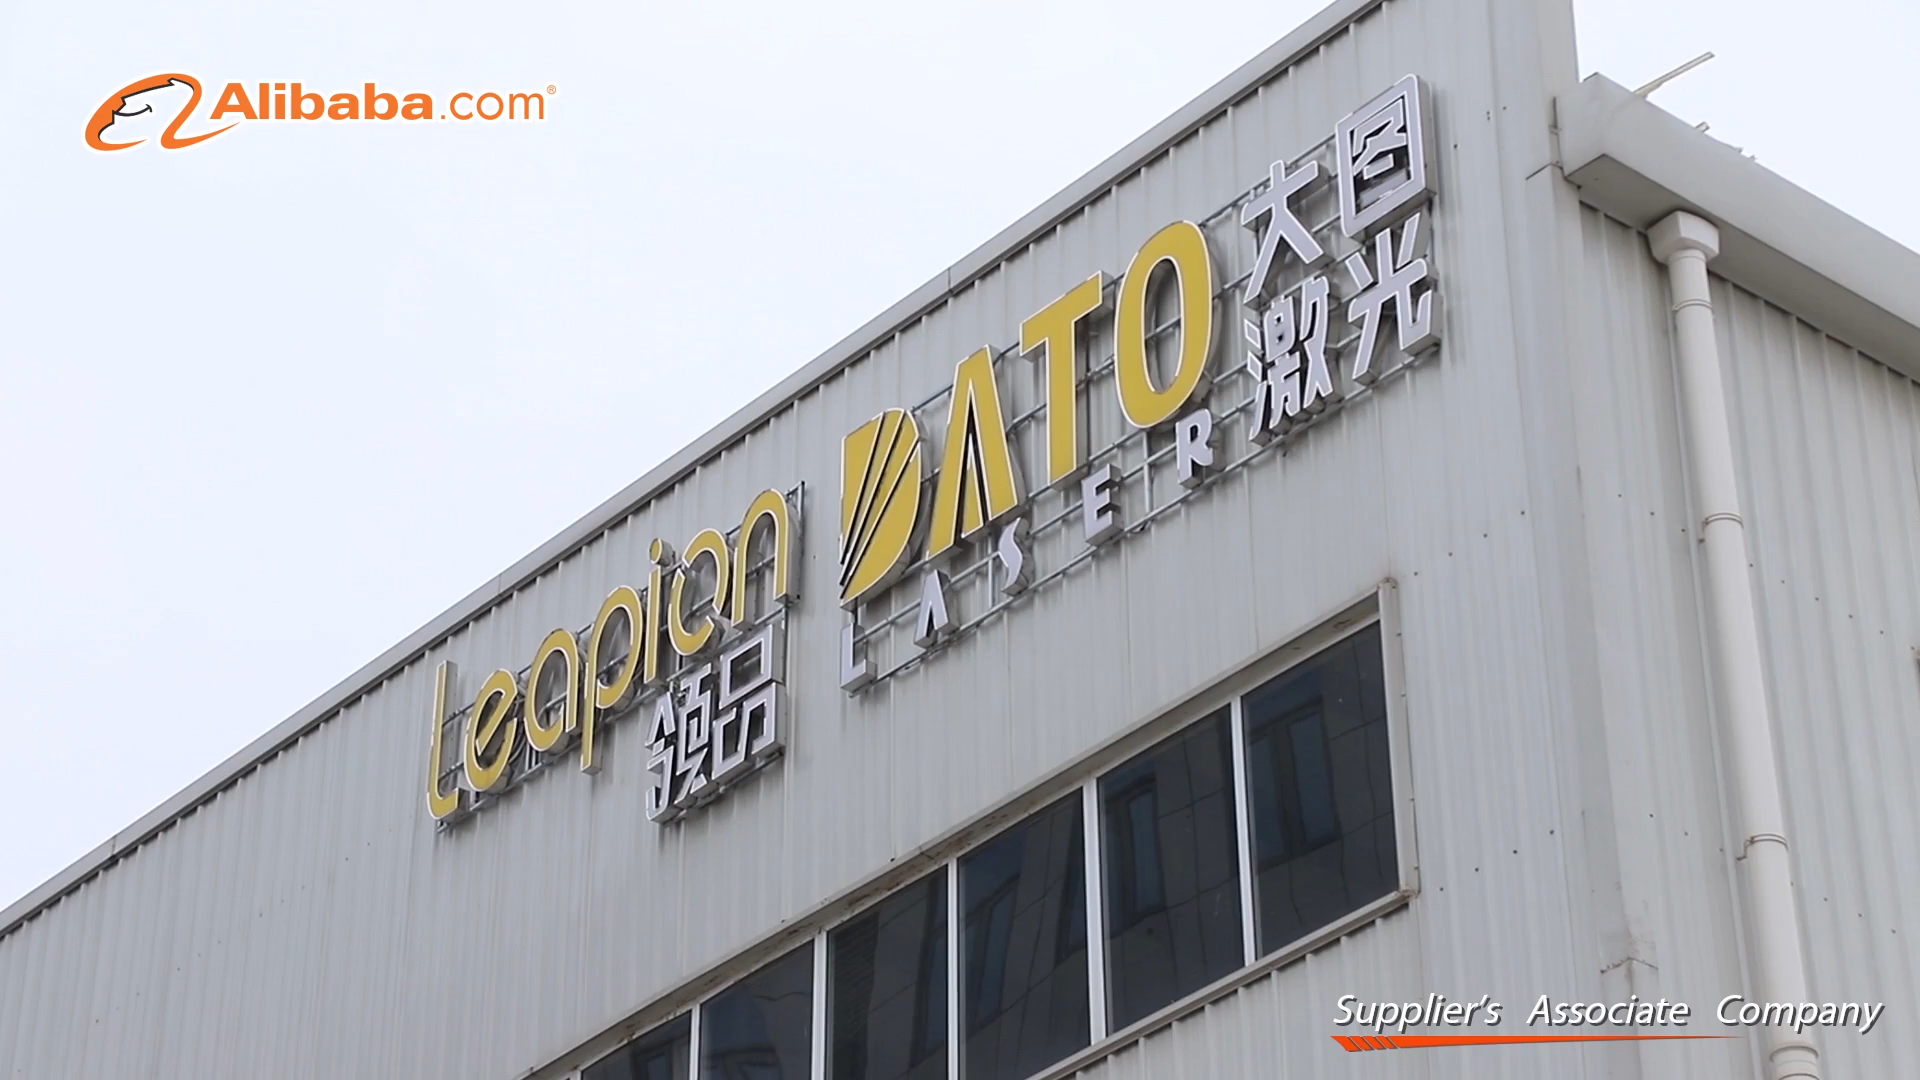 Alibaba.com®
Leapion
领品
DATO
LASER
大图
激光
Supplier's Associate Company